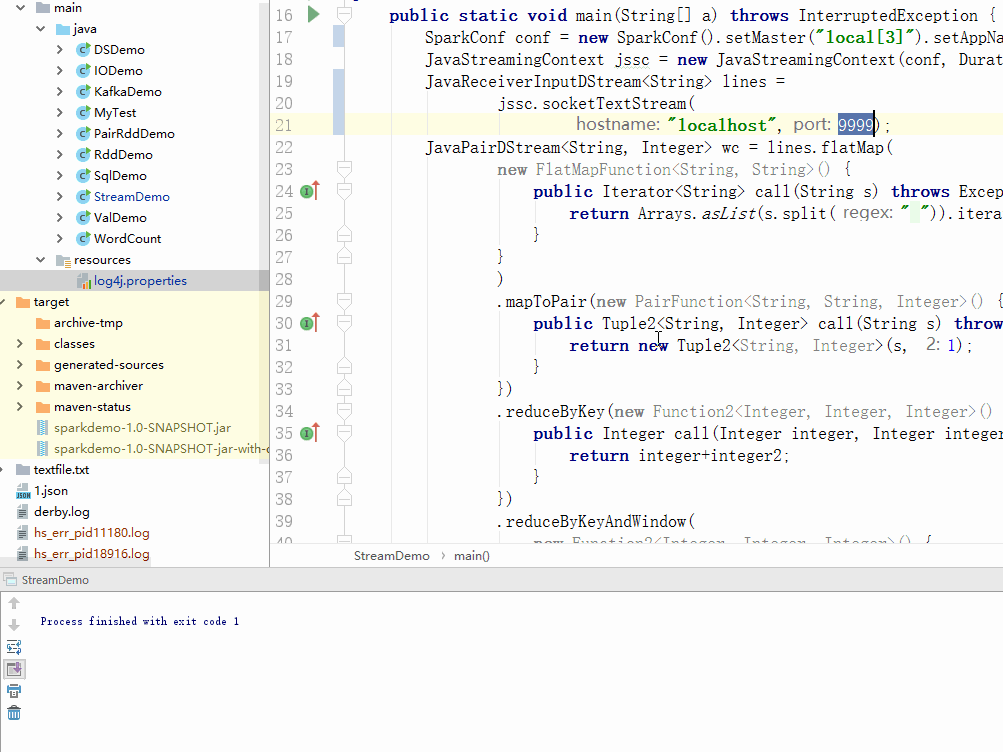 main
java
DSDemo
IODemo
KafkaDemo
MyTest
PairRddDemo
RddDemo
SqlDemo
StreamDemo
ValDemo
WordCount
resources
log4j.properties
target
archive-tmp
classes
generated-sources
maven-archiver
maven-status
sparkdemo-1.0-SNAPSHOT.jar
sparkdemo-1.0-SNAPSHOT-jar-with-
textfile.txt
1.json
derby.log
hs_err_pid11180.log
hs_err_pid18916.log
16 public static void main(String[] a) throws InterruptedException {
17 SparkConf conf = new SparkConf().setMaster("local[3]").setAppNa
18 JavaStreamingContext jssc = new JavaStreamingContext(conf, Durat
19 JavaReceiverInputDStream<String> lines =
20 jssc.socketTextStream(
21 hostname: "localhost", port: 9999);
22 JavaPairDStream<String, Integer> wc = lines.flatMap(
23 new FlatMapFunction<String, String>() {
24 public Iterator<String> call(String s) throws Excep
25 return Arrays.asList(s.split( regex: " ")).itera
26 }
27 }
28 )
29 .mapToPair(new PairFunction<String, String, Integer>() {
30 public Tuple2<String, Integer> call(String s) throw
31 return new Tuple2<String, Integer>(s, 2: 1);
32 }
33 })
34 .reduceByKey(new Function2<Integer, Integer, Integer>()
35 public Integer call(Integer integer, Integer integer
36 return integer+integer2;
37 }
38 })
39 .reduceByKeyAndWindow(
40 new Function2<Integer, Integer, Integer>() {
StreamDemo › main()
StreamDemo
Process finished with exit code 1